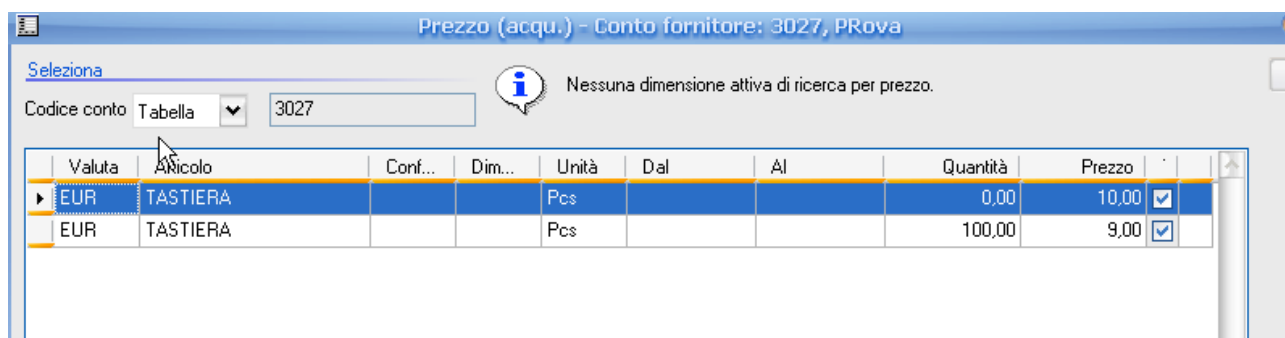 Prezzo (acqu.) - Conto fornitore: 3027, PRova
Seleziona
Nessuna dimensione attiva di ricerca per prezzo.
Codice conto Tabella 3027
Valuta Articolo Conf... Dim... Unità Dal Al Quantità Prezzo
EUR TASTIERA Pcs 0,00 10,00
EUR TASTIERA Pcs 100,00 9,00